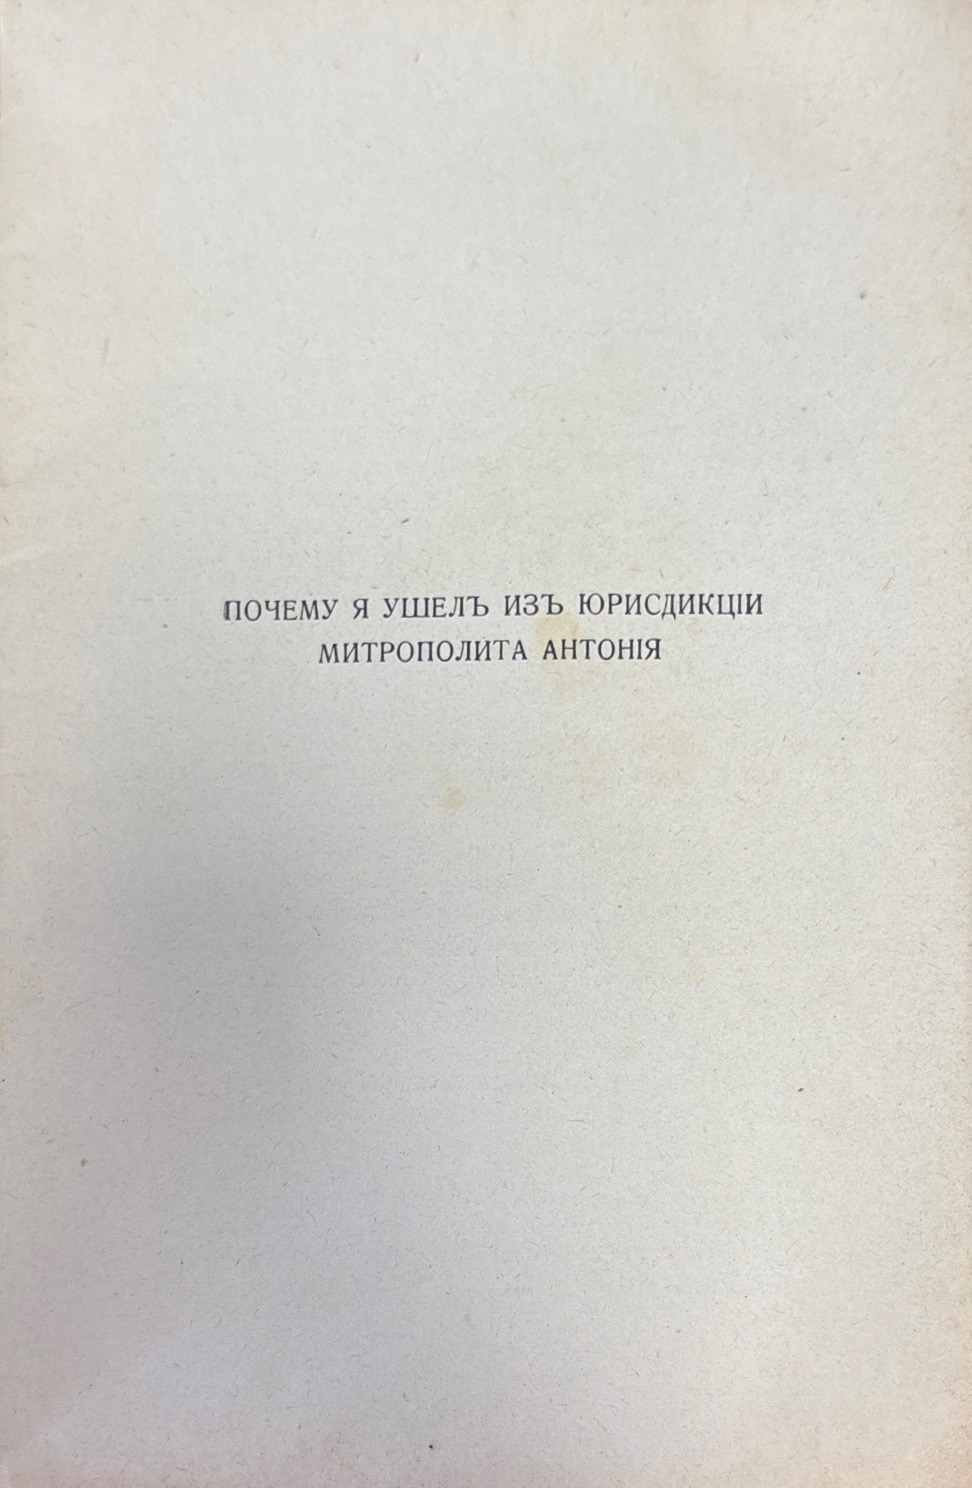 ПОЧЕМУ Я УШЕЛЪ ИЗЪ ЮРИСДИКЦІИ
МИТРОПОЛИТА АНТОНІЯ